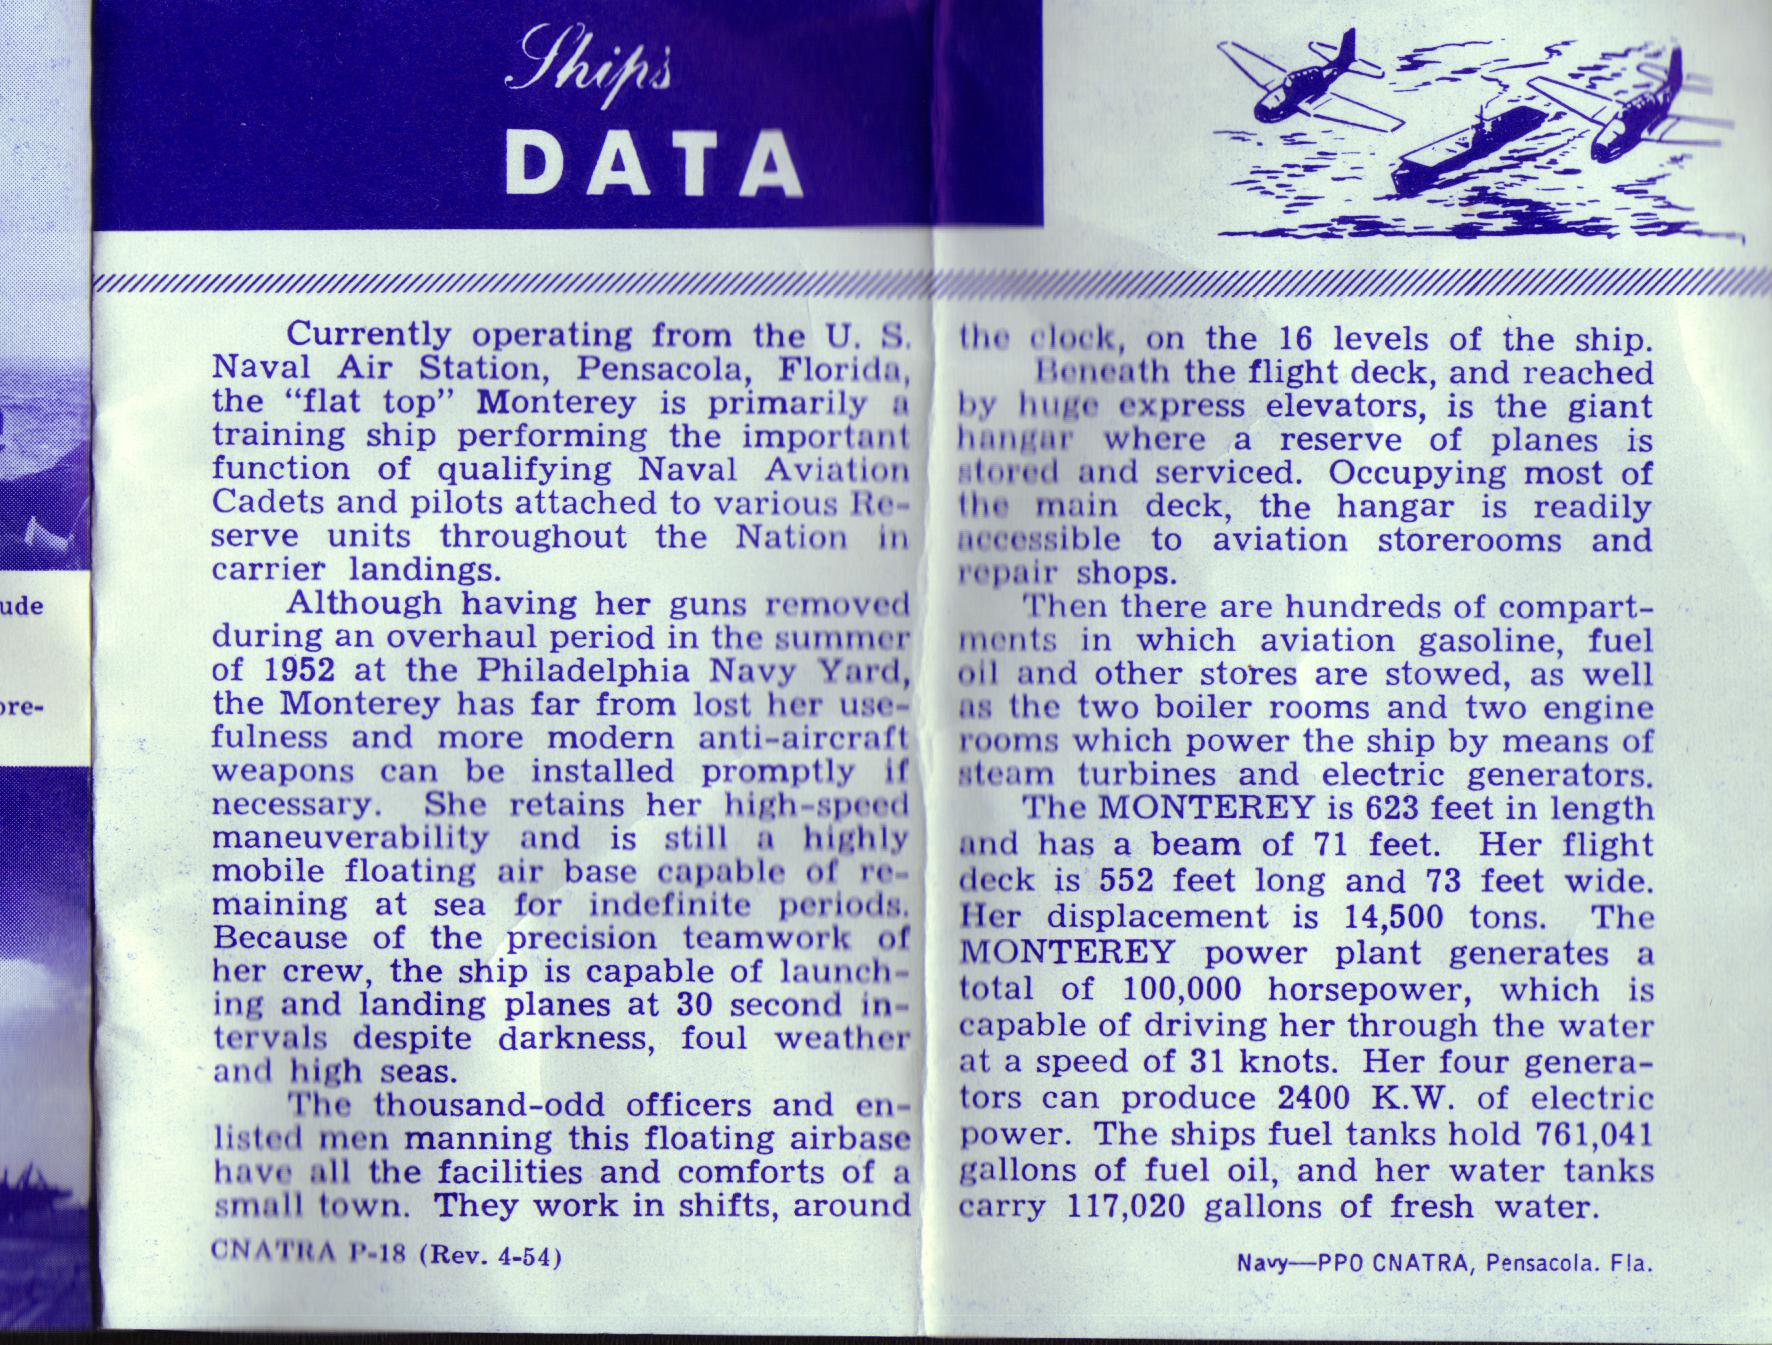 Ship's
DATA
Currently operating from the U. S.
Naval Air Station, Pensacola, Florida,
the “flat top” Monterey is primarily a
training ship performing the important
function of qualifying Naval Aviation
Cadets and pilots attached to various Re-
serve units throughout the Nation in
carrier landings.
Although having her guns removed
during an overhaul period in the summer
of 1952 at the Philadelphia Navy Yard,
the Monterey has far from lost her use-
fulness and more modern anti-aircraft
weapons can be installed promptly if
necessary. She retains her high-speed
maneuverability and is still a highly
mobile floating air base capable of re-
maining at sea for indefinite periods.
Because of the precision teamwork of
her crew, the ship is capable of launch-
ing and landing planes at 30 second in-
tervals despite darkness, foul weather
and high seas.
The thousand-odd officers and en-
listed men manning this floating airbase
have all the facilities and comforts of a
small town. They work in shifts, around
CNATRA P-18 (Rev. 4-54)
the clock, on the 16 levels of the ship.
Beneath the flight deck, and reached
by huge express elevators, is the giant
hangar where a reserve of planes is
stored and serviced. Occupying most of
the main deck, the hangar is readily
accessible to aviation storerooms and
repair shops.
Then there are hundreds of compart-
ments in which aviation gasoline, fuel
oil and other stores are stowed, as well
as the two boiler rooms and two engine
rooms which power the ship by means of
steam turbines and electric generators.
The MONTEREY is 623 feet in length
and has a beam of 71 feet. Her flight
deck is 552 feet long and 73 feet wide.
Her displacement is 14,500 tons. The
MONTEREY power plant generates a
total of 100,000 horsepower, which is
capable of driving her through the water
at a speed of 31 knots. Her four genera-
tors can produce 2400 K.W. of electric
power. The ships fuel tanks hold 761,041
gallons of fuel oil, and her water tanks
carry 117,020 gallons of fresh water.
Navy—PPO CNATRA, Pensacola. Fla.
ude
ore-